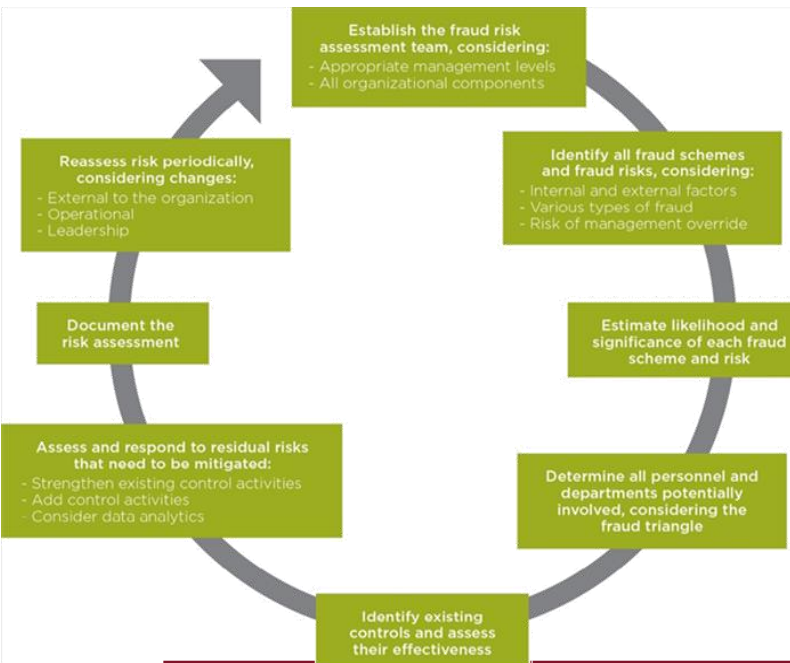 Establish the fraud risk
assessment team, considering:
- Appropriate management levels
- All organizational components
Identify all fraud schemes
and fraud risks, considering:
- Internal and external factors
- Various types of fraud
- Risk of management override
Estimate likelihood and
significance of each fraud
scheme and risk
Determine all personnel and
departments potentially
involved, considering the
fraud triangle
Identify existing
controls and assess
their effectiveness
Assess and respond to residual risks
that need to be mitigated:
- Strengthen existing control activities
- Add control activities
- Consider data analytics
Document the
risk assessment
Reassess risk periodically,
considering changes:
- External to the organization
- Operational
- Leadership